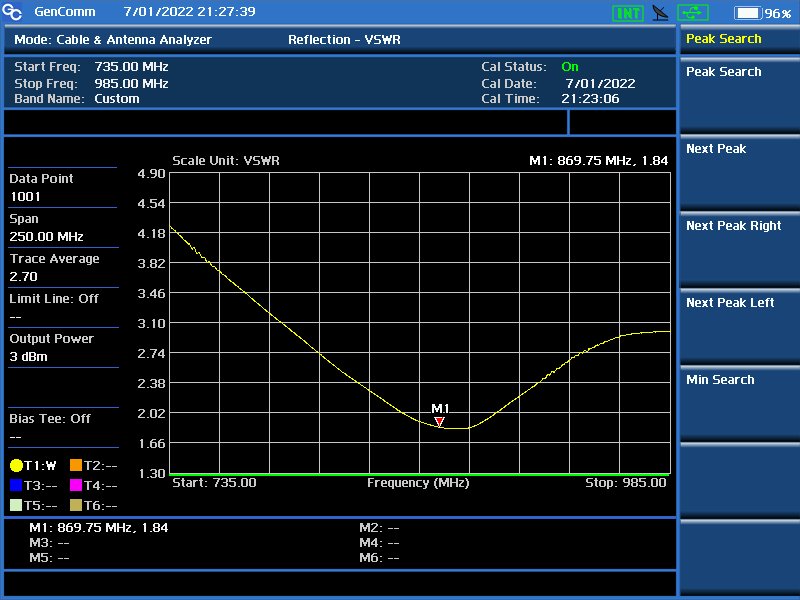 GC GenComm 7/01/2022 21:27:39 INT 96%
Mode: Cable & Antenna Analyzer Reflection - VSWR Peak Search
Start Freq: 735.00 MHz Cal Status: On
Stop Freq: 985.00 MHz Cal Date: 7/01/2022
Band Name: Custom Cal Time: 21:23:06
Peak Search
Next Peak
Next Peak Right
Next Peak Left
Min Search
Scale Unit: VSWR M1: 869.75 MHz, 1.84
Data Point
1001
Span
250.00 MHz
Trace Average
2.70
Limit Line: Off
--
Output Power
3 dBm
Bias Tee: Off
--
T1:W T2:--
T3:-- T4:--
T5:-- T6:--
4.90
4.54
4.18
3.82
3.46
3.10
2.74
2.38
2.02
1.66
1.30
M1
Start: 735.00 Frequency (MHz) Stop: 985.00
M1: 869.75 MHz, 1.84 M2: --
M3: -- M4: --
M5: -- M6: --